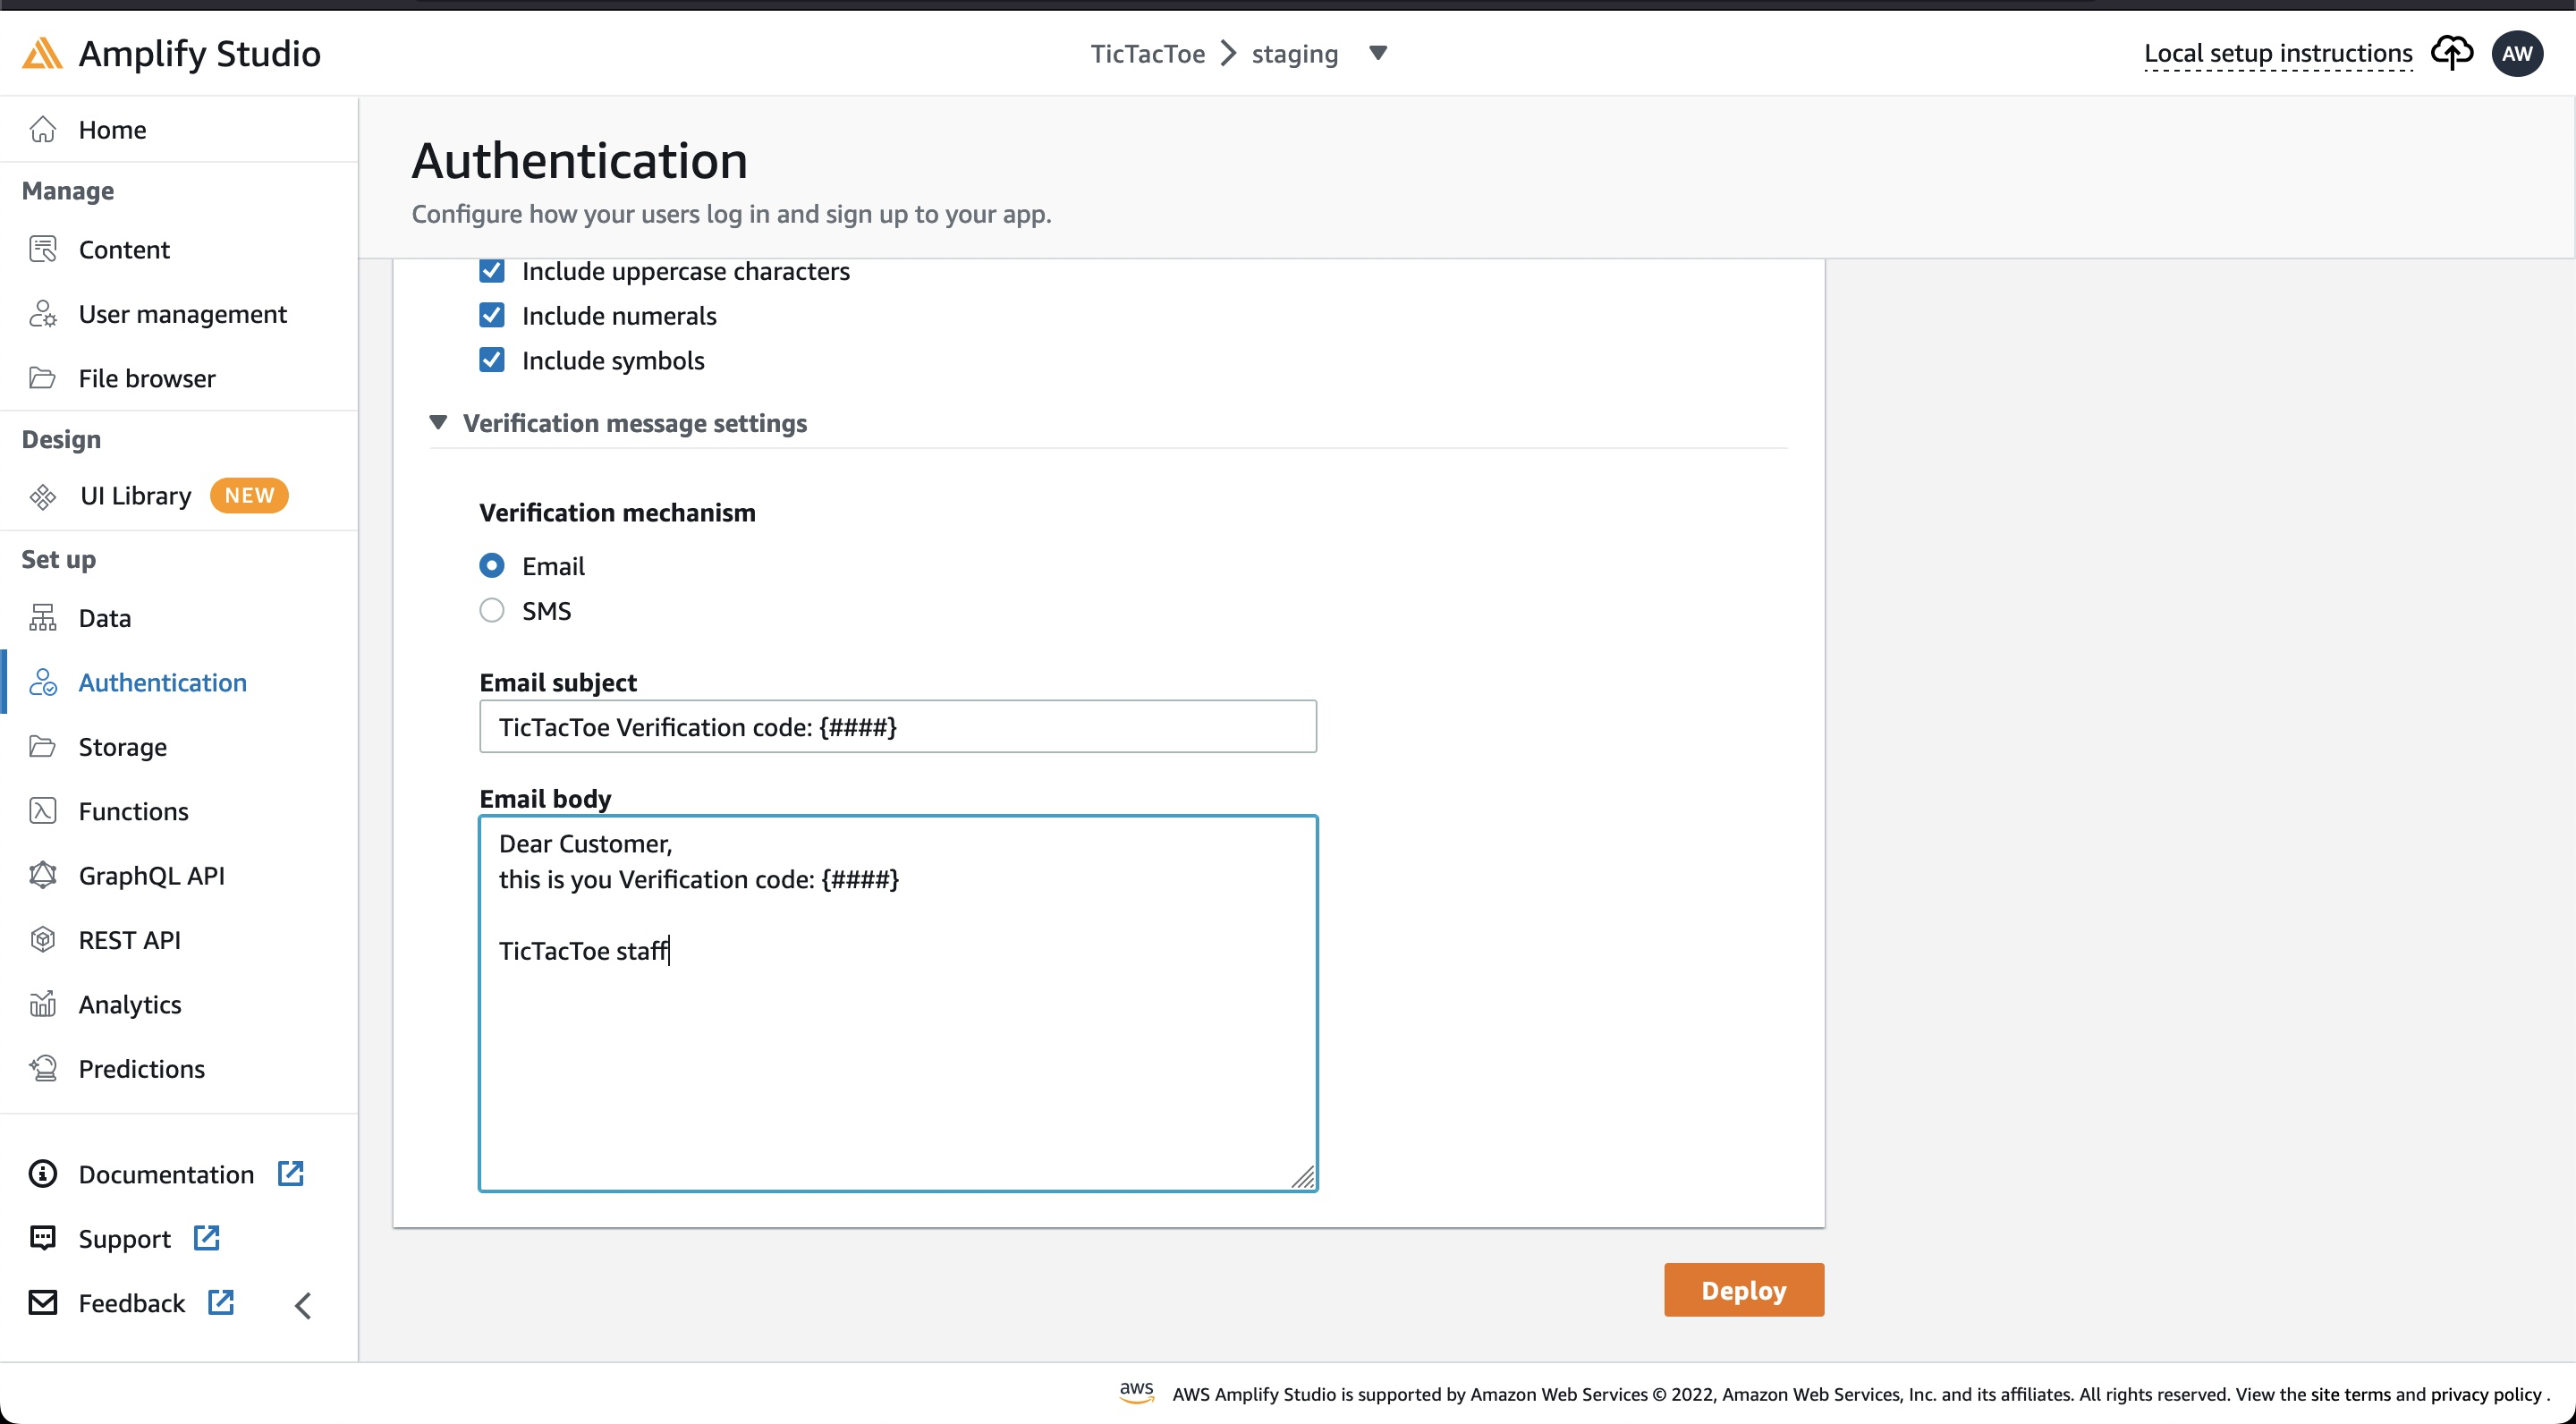 Amplify Studio
TicTacToe > staging
Local setup instructions
AW
Home
Manage
Content
User management
File browser
Design
UI Library NEW
Set up
Data
Authentication
Storage
Functions
GraphQL API
REST API
Analytics
Predictions
Documentation
Support
Feedback
Authentication
Configure how your users log in and sign up to your app.
Include uppercase characters
Include numerals
Include symbols
Verification message settings
Verification mechanism
Email
SMS
Email subject
TicTacToe Verification code: {####}
Email body
Dear Customer,
this is you Verification code: {####}
TicTacToe staff
Deploy
aws AWS Amplify Studio is supported by Amazon Web Services © 2022, Amazon Web Services, Inc. and its affiliates. All rights reserved. View the site terms and privacy policy .